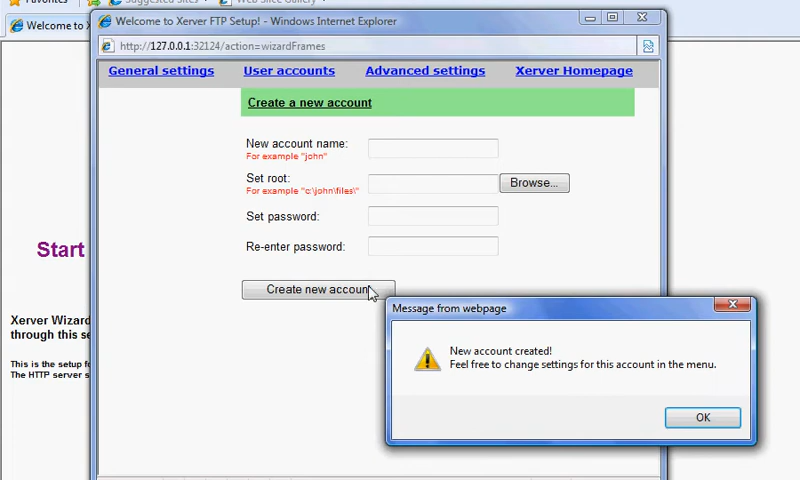 Favorites
Suggested Sites
Web Slice Gallery
Welcome to X
Welcome to Xerver FTP Setup! - Windows Internet Explorer
http://127.0.0.1:32124/action=wizardFrames
General settings User accounts Advanced settings Xerver Homepage
Create a new account
New account name:
For example "john"
Set root:
For example "c:\john\files\"
Browse...
Set password:
Re-enter password:
Create new account
Start
Xerver Wizard
through this se
This is the setup fo
The HTTP server s
Message from webpage
New account created!
Feel free to change settings for this account in the menu.
OK